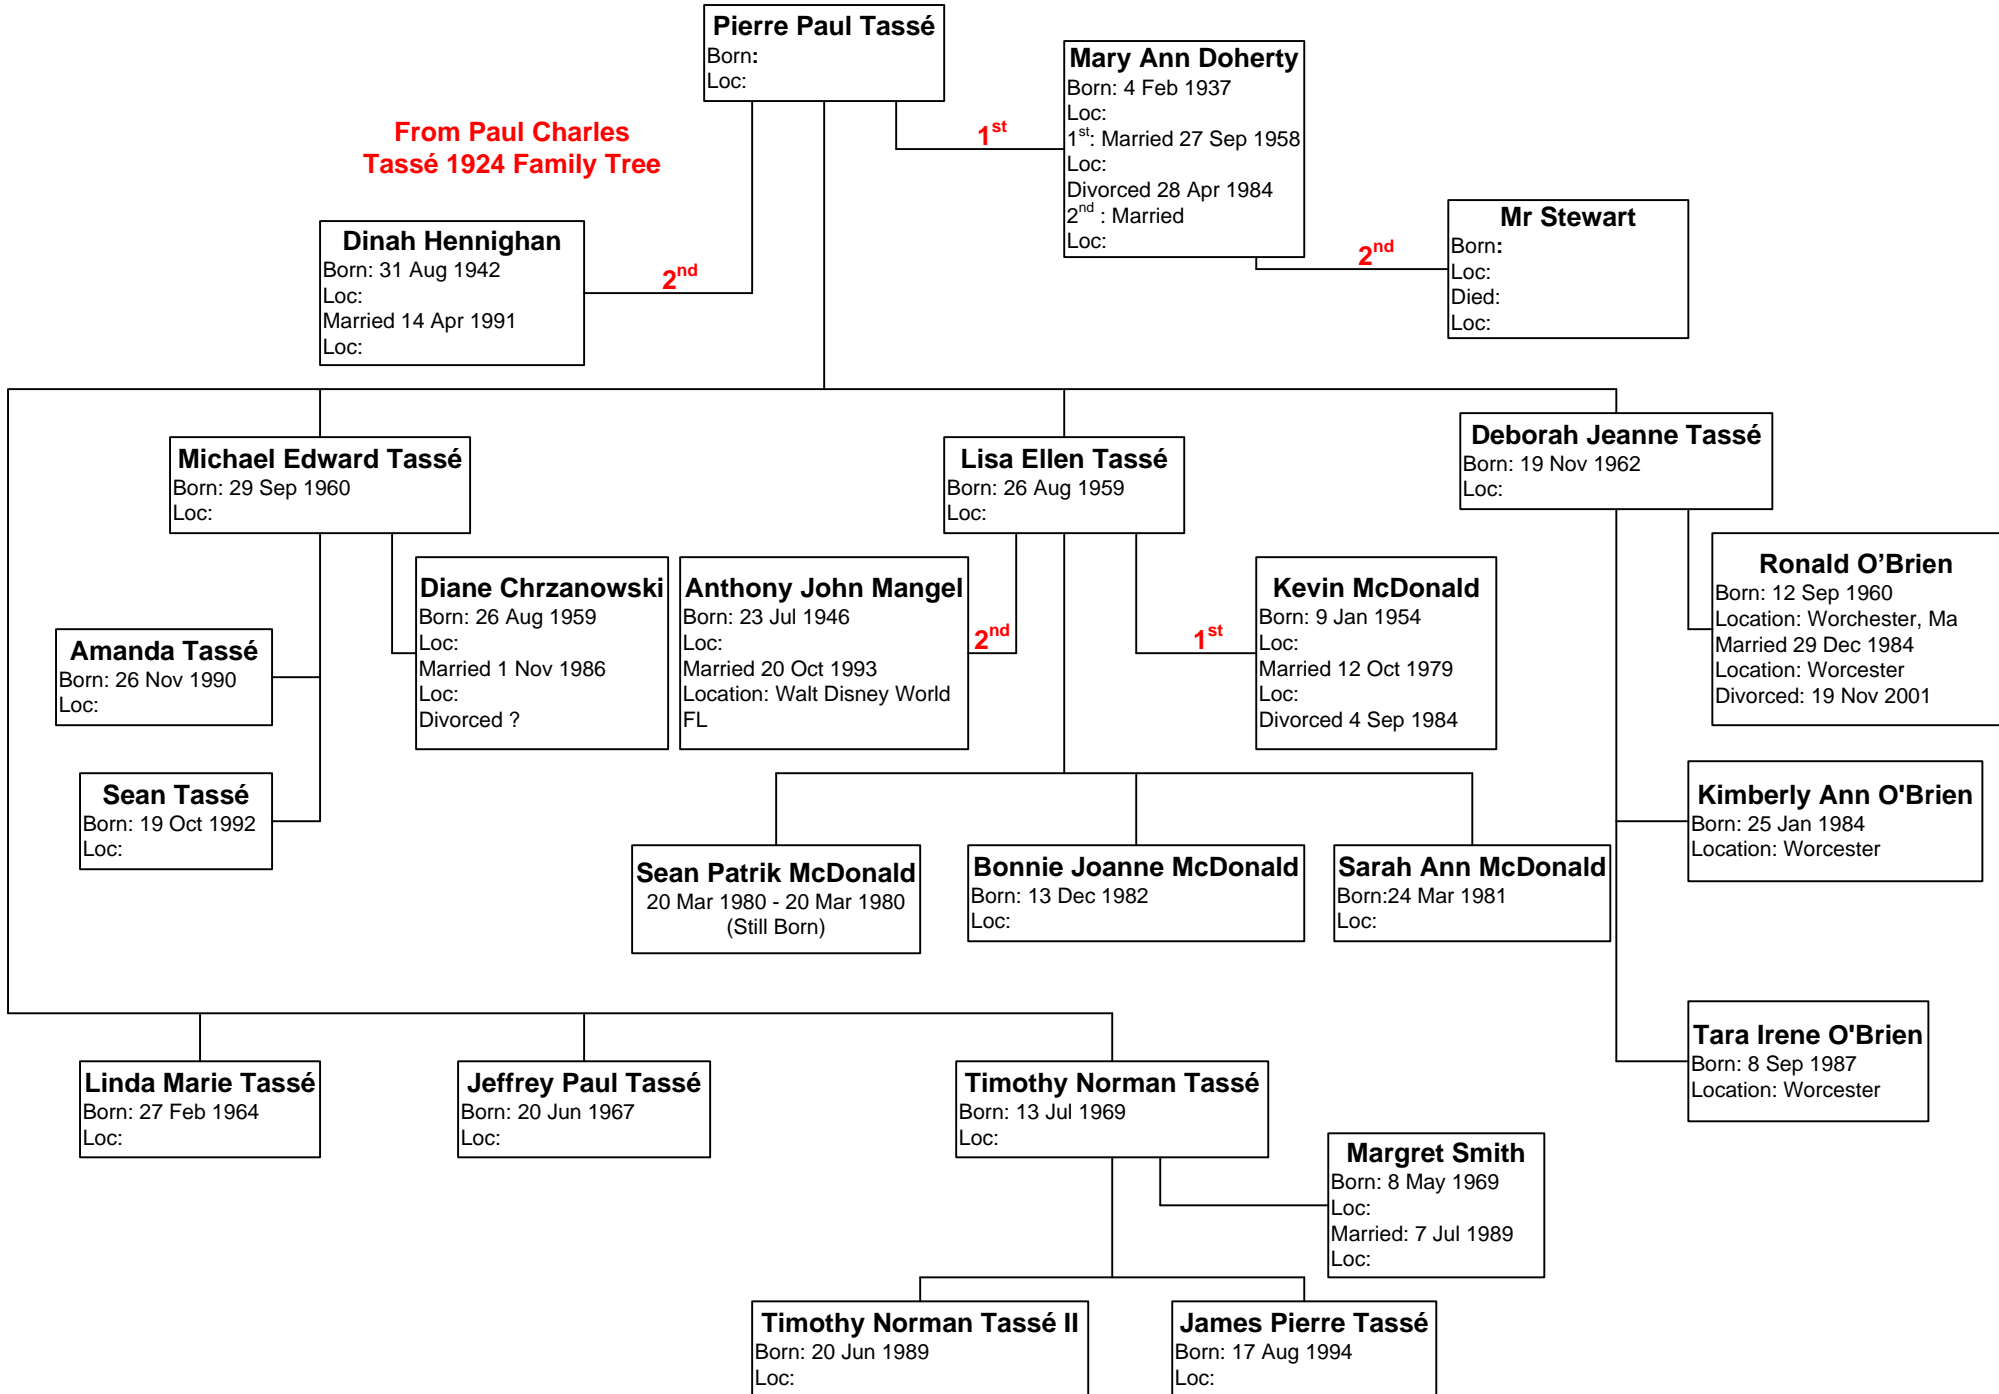 Pierre Paul Tassé
Born:
Loc:
Mary Ann Doherty
Born: 4 Feb 1937
Loc:
1st: Married 27 Sep 1958
Loc:
Divorced 28 Apr 1984
2nd : Married
Loc:
1st
From Paul Charles
Tassé 1924 Family Tree
Mr Stewart
Born:
Loc:
Died:
Loc:
2nd
Dinah Hennighan
Born: 31 Aug 1942
Loc:
Married 14 Apr 1991
Loc:
2nd
Michael Edward Tassé
Born: 29 Sep 1960
Loc:
Lisa Ellen Tassé
Born: 26 Aug 1959
Loc:
Deborah Jeanne Tassé
Born: 19 Nov 1962
Loc:
Diane Chrzanowski
Born: 26 Aug 1959
Loc:
Married 1 Nov 1986
Loc:
Divorced ?
Anthony John Mangel
Born: 23 Jul 1946
Loc:
Married 20 Oct 1993
Location: Walt Disney World
FL
2nd
1st
Kevin McDonald
Born: 9 Jan 1954
Loc:
Married 12 Oct 1979
Loc:
Divorced 4 Sep 1984
Ronald O’Brien
Born: 12 Sep 1960
Location: Worchester, Ma
Married 29 Dec 1984
Location: Worcester
Divorced: 19 Nov 2001
Amanda Tassé
Born: 26 Nov 1990
Loc:
Sean Tassé
Born: 19 Oct 1992
Loc:
Kimberly Ann O'Brien
Born: 25 Jan 1984
Location: Worcester
Sean Patrik McDonald
20 Mar 1980 - 20 Mar 1980
(Still Born)
Bonnie Joanne McDonald
Born: 13 Dec 1982
Loc:
Sarah Ann McDonald
Born:24 Mar 1981
Loc:
Tara Irene O'Brien
Born: 8 Sep 1987
Location: Worcester
Linda Marie Tassé
Born: 27 Feb 1964
Loc:
Jeffrey Paul Tassé
Born: 20 Jun 1967
Loc:
Timothy Norman Tassé
Born: 13 Jul 1969
Loc:
Margret Smith
Born: 8 May 1969
Loc:
Married: 7 Jul 1989
Loc:
Timothy Norman Tassé II
Born: 20 Jun 1989
Loc:
James Pierre Tassé
Born: 17 Aug 1994
Loc: